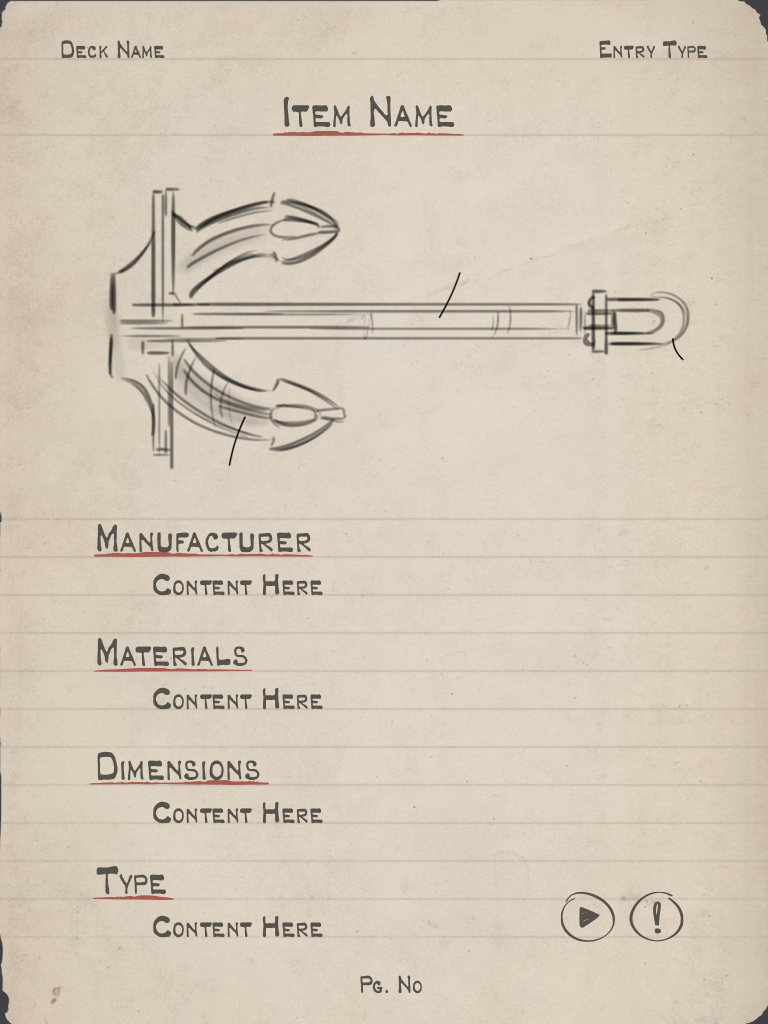 Deck Name
Entry Type
Item Name
Manufacturer
Content Here
Materials
Content Here
Dimensions
Content Here
Type
Content Here
!
Pg. No